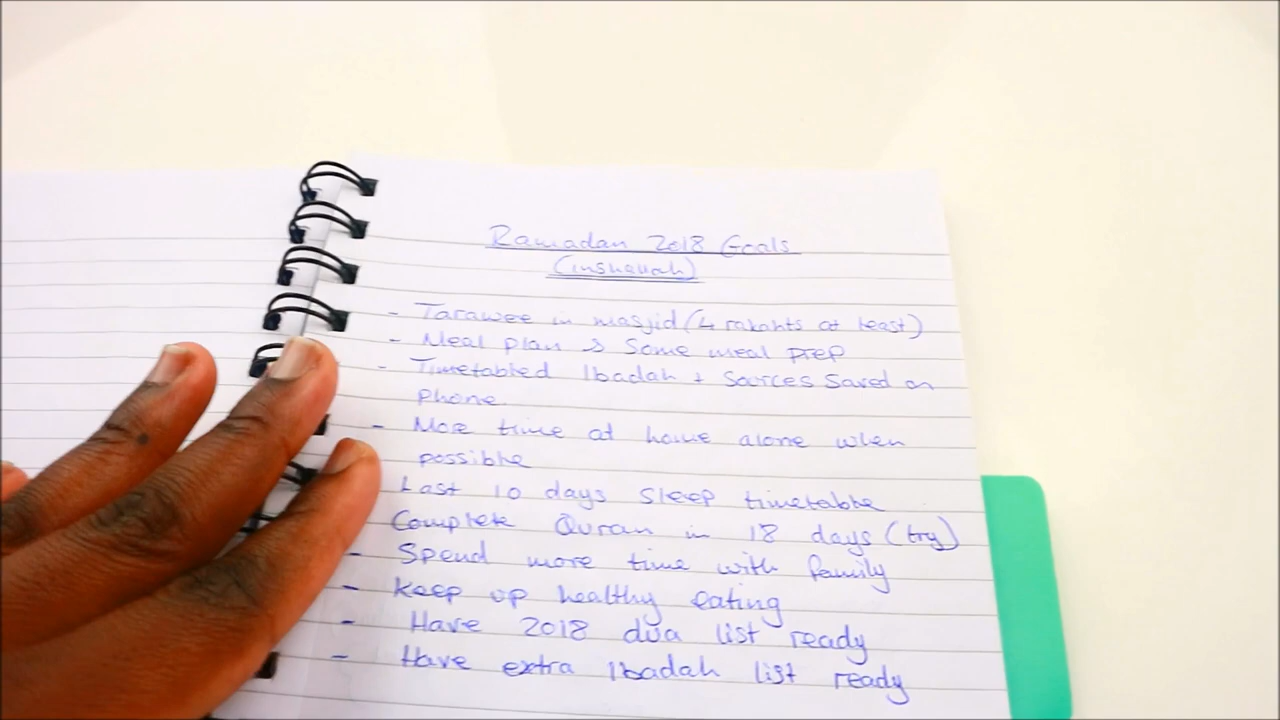 Ramadan 2018 Goals
(inshallah)
- Tarawee in masjid (4 rakahts at least)
- Meal plan & some meal prep
- Timetabled Ibadah + Sources saved on
phone.
- More time at home alone when
possible
Last 10 days sleep timetable
Complete Quran in 18 days (try)
- Spend more time with family
- Keep up healthy eating
- Have 2018 dua list ready
- Have extra Ibadah list ready